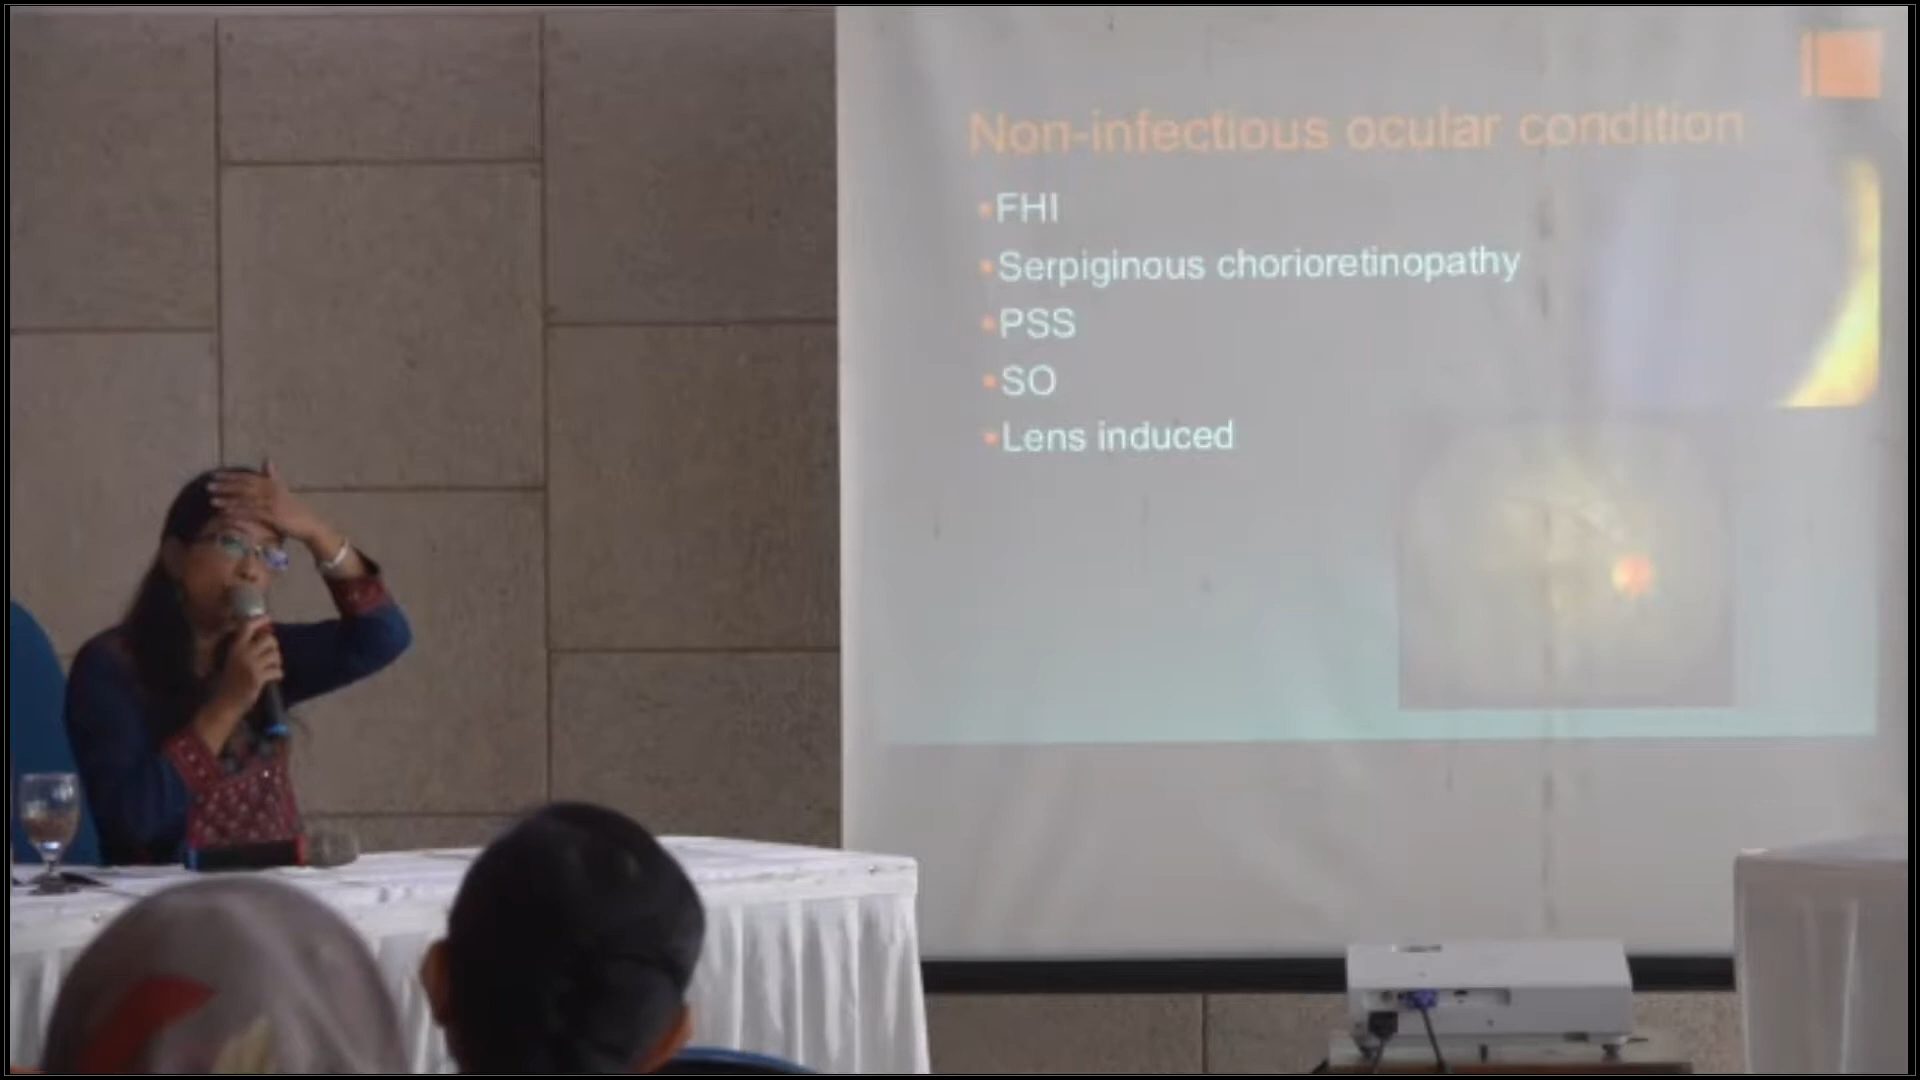 Non-infectious ocular condition
•FHI
•Serpiginous chorioretinopathy
•PSS
•SO
•Lens induced